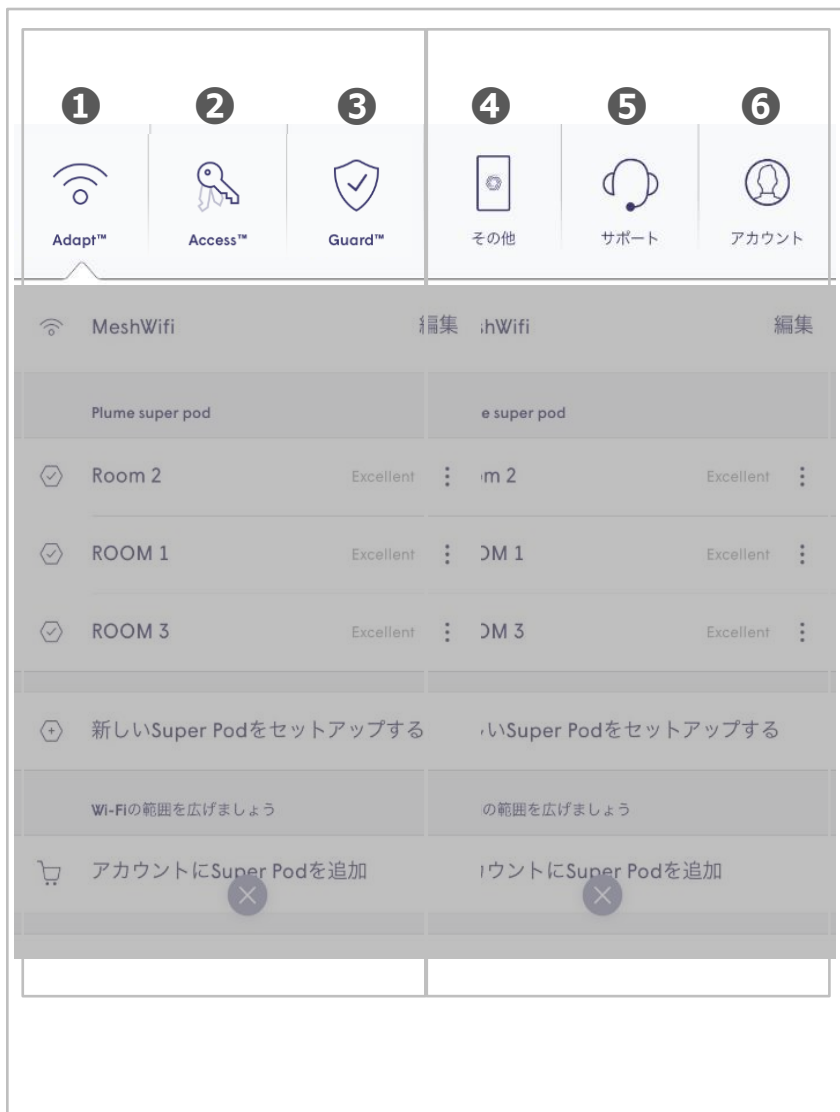 ❶ ❷ ❸ ❹ ❺ ❻
Adapt™ Access™ Guard™ その他 サポート アカウント
MeshWifi 編集 hWifi 編集
Plume super pod e super pod
Room 2 Excellent m 2 Excellent
ROOM 1 Excellent OM 1 Excellent
ROOM 3 Excellent OM 3 Excellent
新しいSuper Podをセットアップする いSuper Podをセットアップする
Wi-Fiの範囲を広げましょう の範囲を広げましょう
アカウントにSuper Podを追加 ウントにSuper Podを追加